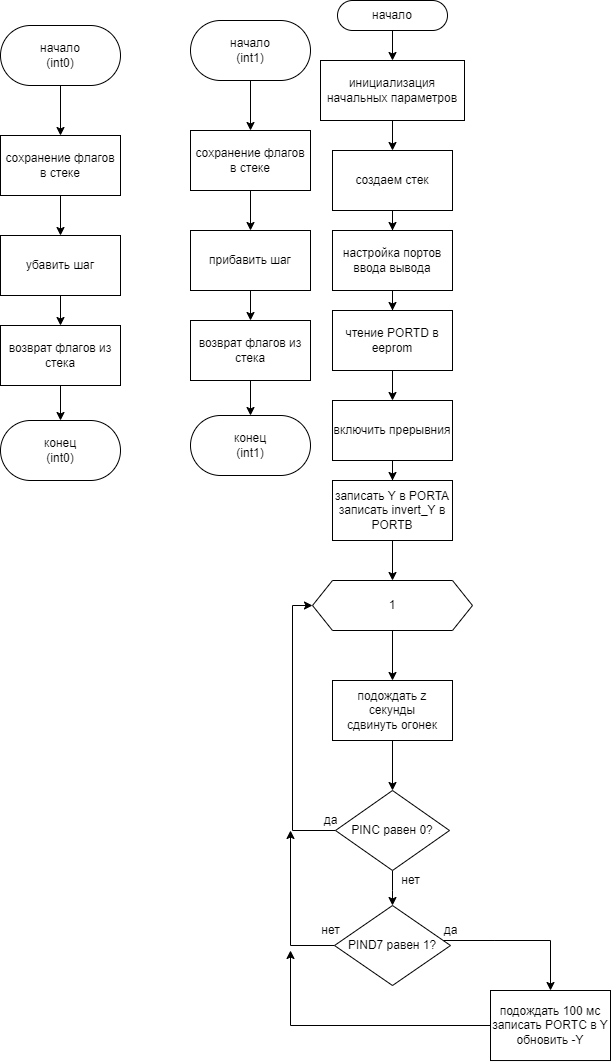 начало
(int0)
сохранение флагов
в стеке
убавить шаг
возврат флагов из
стека
конец
(int0)
начало
(int1)
сохранение флагов
в стеке
прибавить шаг
возврат флагов из
стека
конец
(int1)
начало
инициализация
начальных параметров
создаем стек
настройка портов
ввода вывода
чтение PORTD в
eeprom
включить прерывния
записать Y в PORTA
записать invert_Y в
PORTB
1
подождать z
секунды
сдвинуть огонек
да
PINC равен 0?
нет
нет
PIND7 равен 1?
да
подождать 100 мс
записать PORTC в Y
обновить -Y